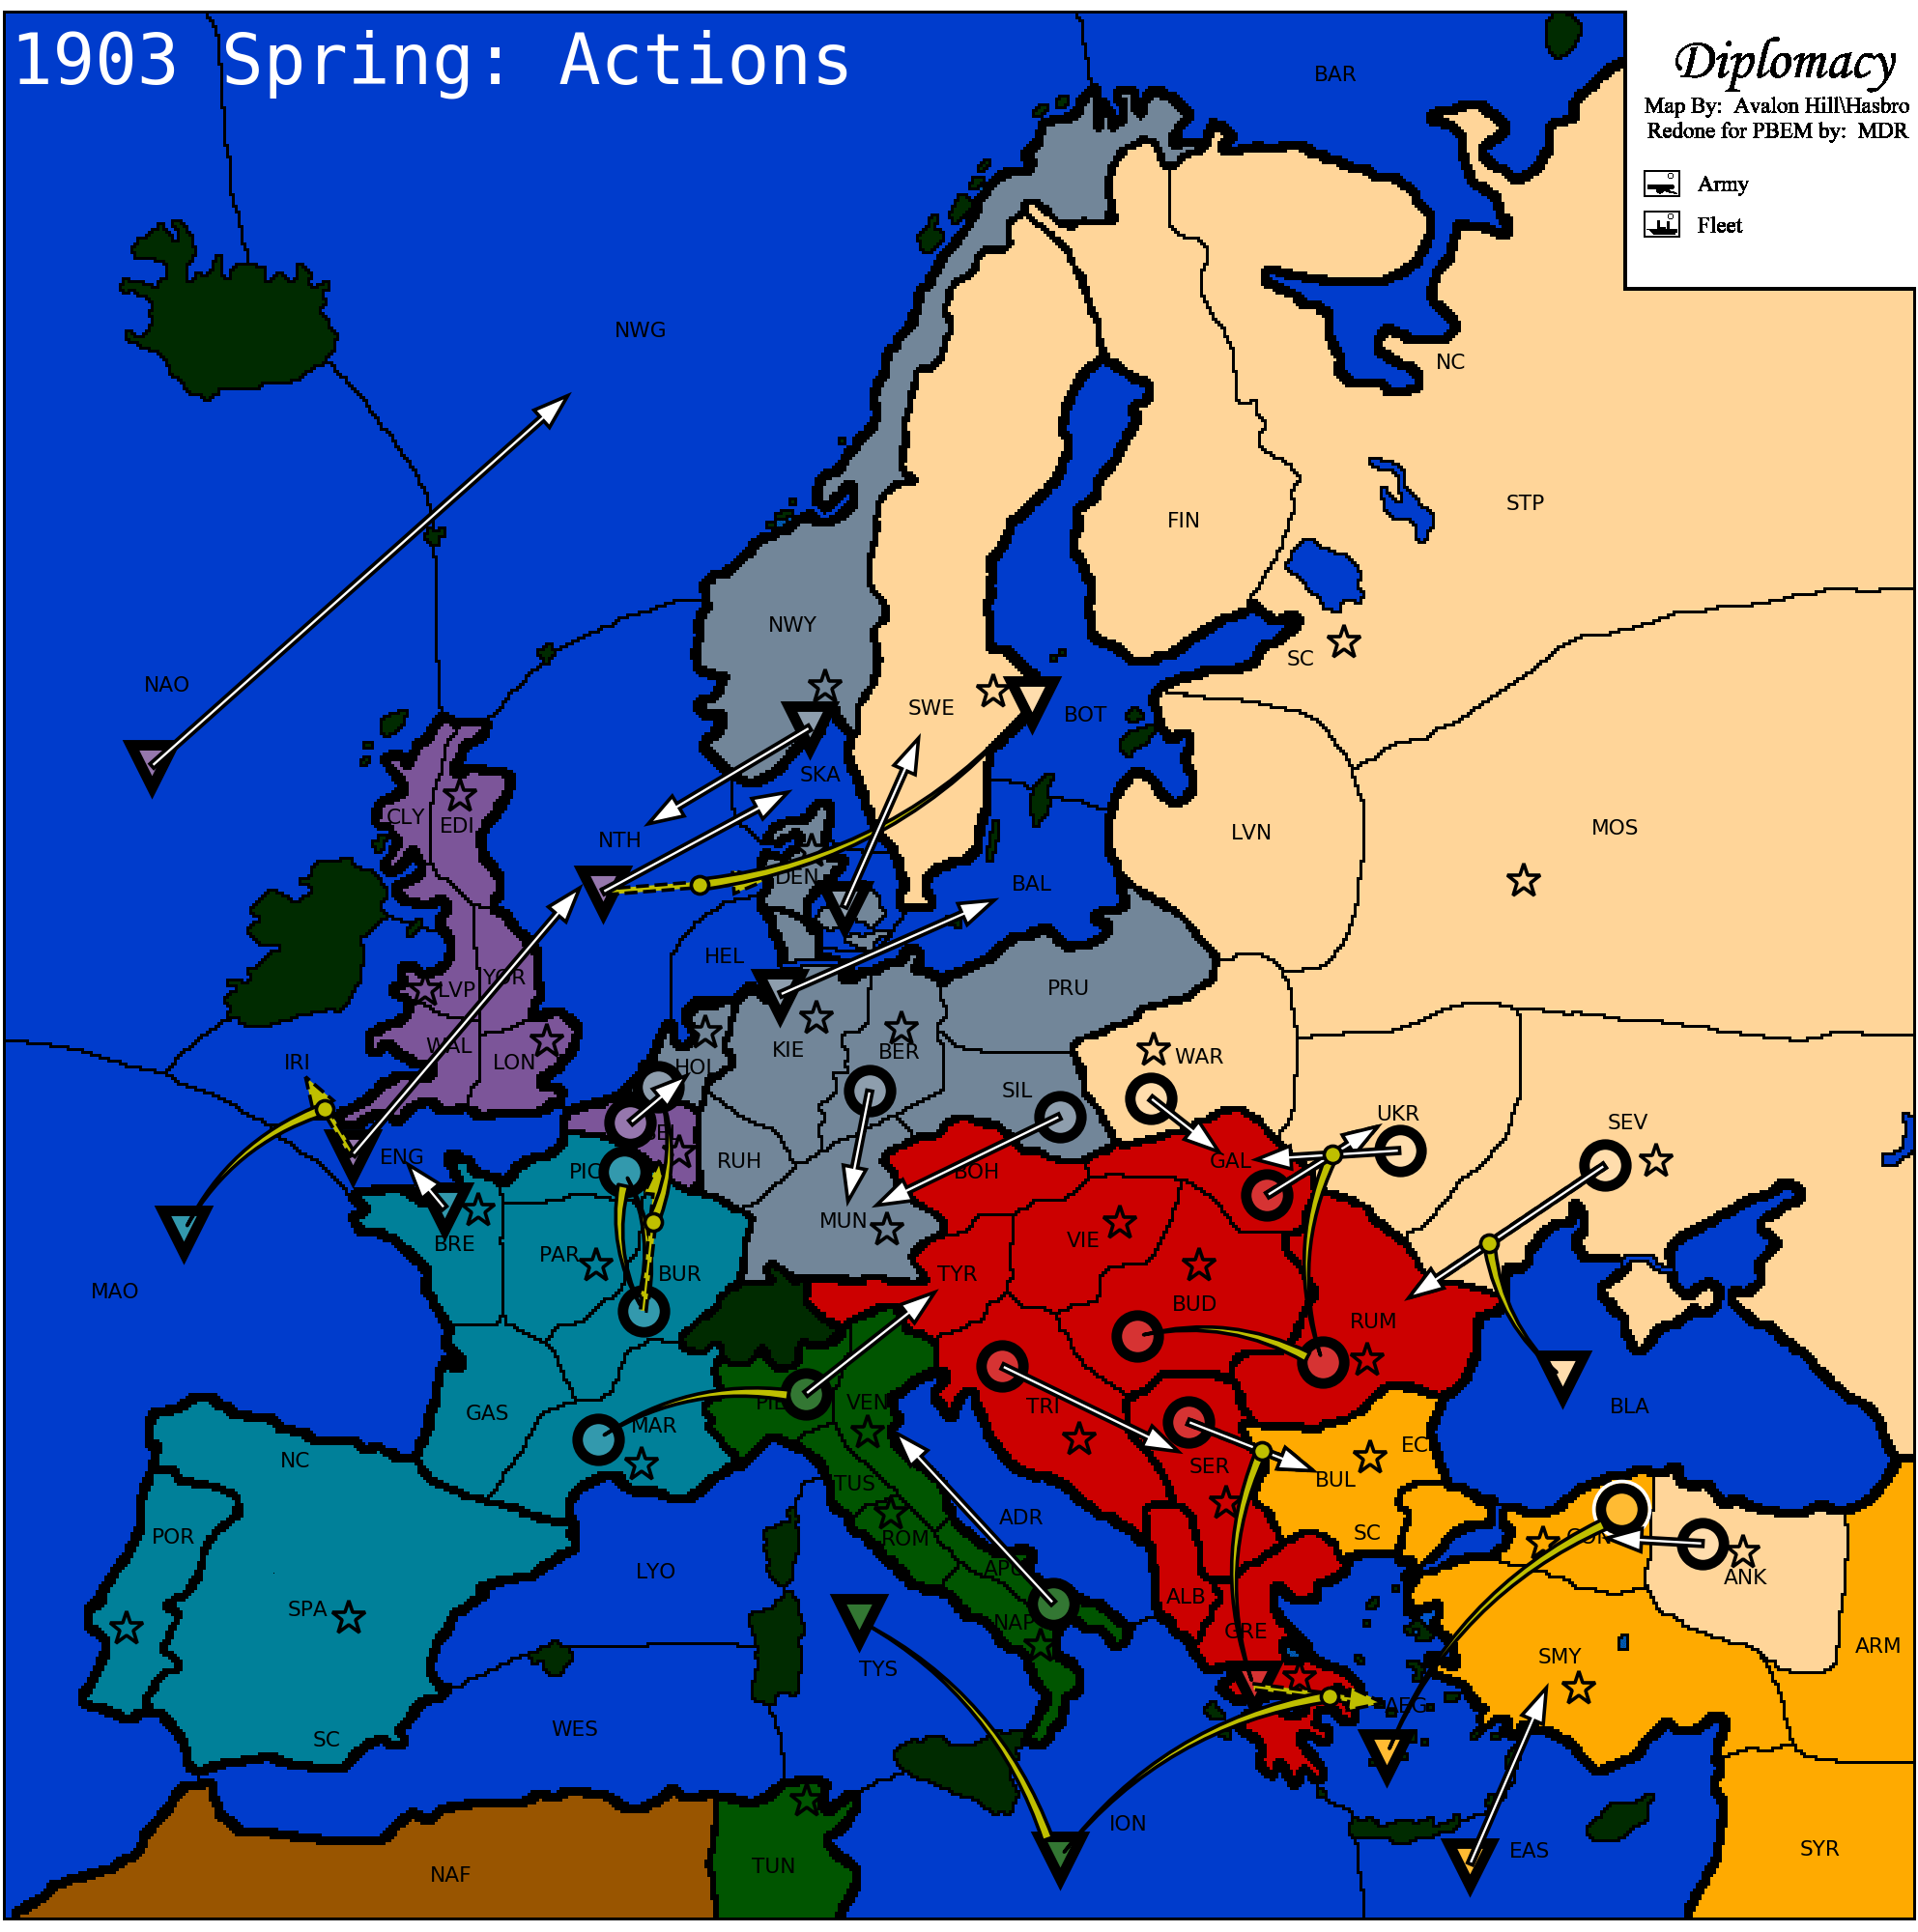 1903 Spring: Actions
Diplomacy
Map By: Avalon Hill\Hasbro
Redone for PBEM by: MDR
Army
Fleet
BAR
NWG
NC
STP
FIN
NWY
SC
NAO
SWE
BOT
SKA
CLY
EDI
NTH
LVN
MOS
DEN
BAL
HEL
YOR
LVP
PRU
WAL
LON
IRI
KIE
BER
HOL
WAR
SIL
UKR
SEV
ENG
PIC
RUH
BOH
GAL
MUN
BRE
PAR
BUR
VIE
TYR
MAO
BUD
RUM
PIE
VEN
TRI
BLA
GAS
MAR
NC
SER
BUL
EC
TUS
POR
ROM
ADR
SC
CON
LYO
APU
ANK
SPA
NAP
ALB
GRE
SMY
ARM
TYS
AEG
WES
SC
ION
EAS
SYR
NAF
TUN